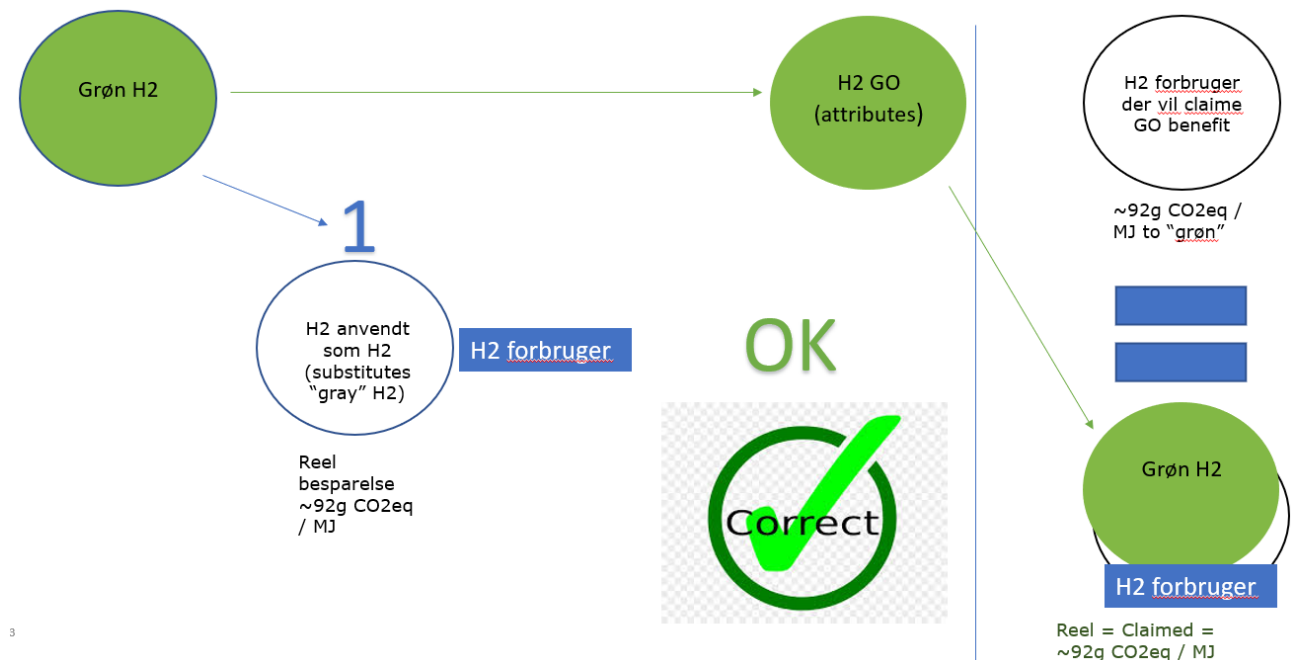 Grøn H2
H2 GO
(attributes)
H2 forbruger
der vil claime
GO benefit
~92g CO2eq /
MJ to “grøn”
1
H2 anvendt
som H2
(substitutes
“gray” H2)
H2 forbruger
Reel
besparelse
~92g CO2eq
/ MJ
OK
Correct
Grøn H2
H2 forbruger
Reel = Claimed =
~92g CO2eq / MJ
3